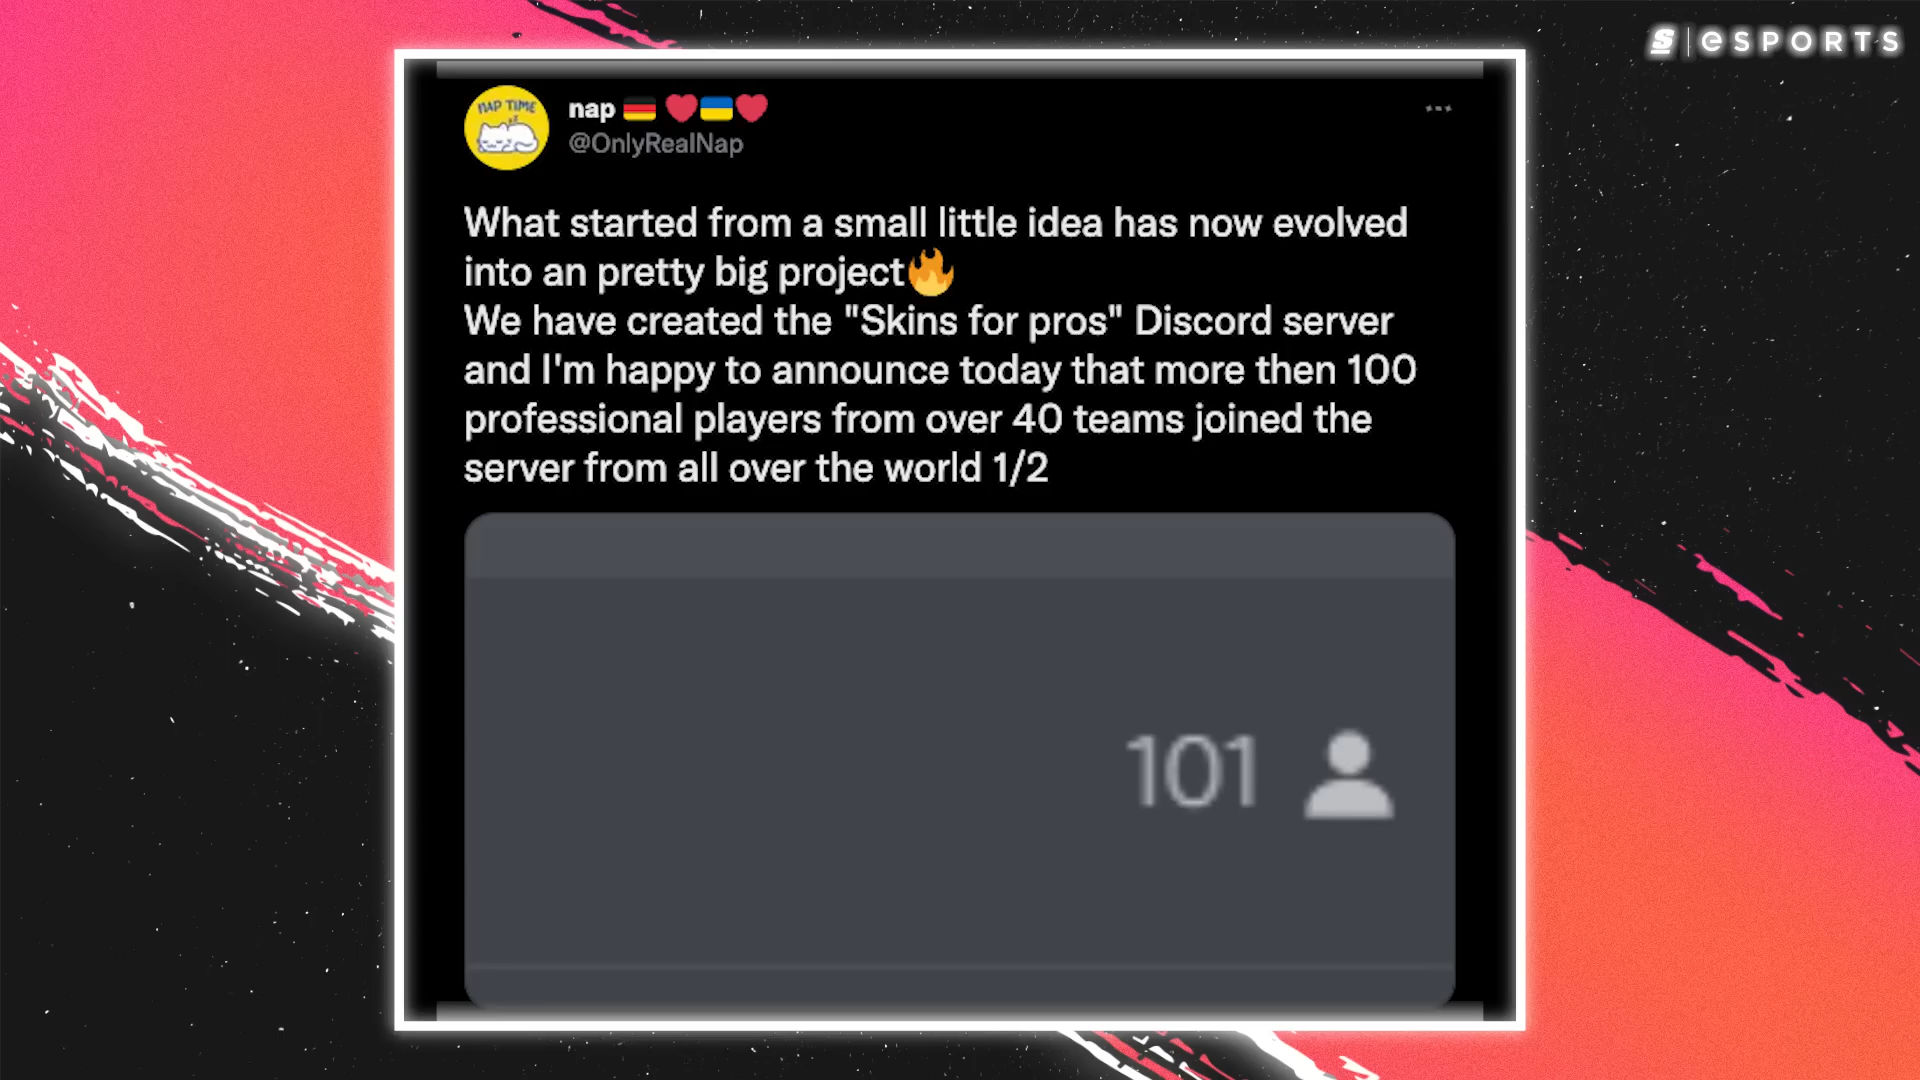 eSPORTS
NAP TIME
nap
@OnlyRealNap
What started from a small little idea has now evolved
into an pretty big project🔥
We have created the "Skins for pros" Discord server
and I'm happy to announce today that more then 100
professional players from over 40 teams joined the
server from all over the world 1/2
101